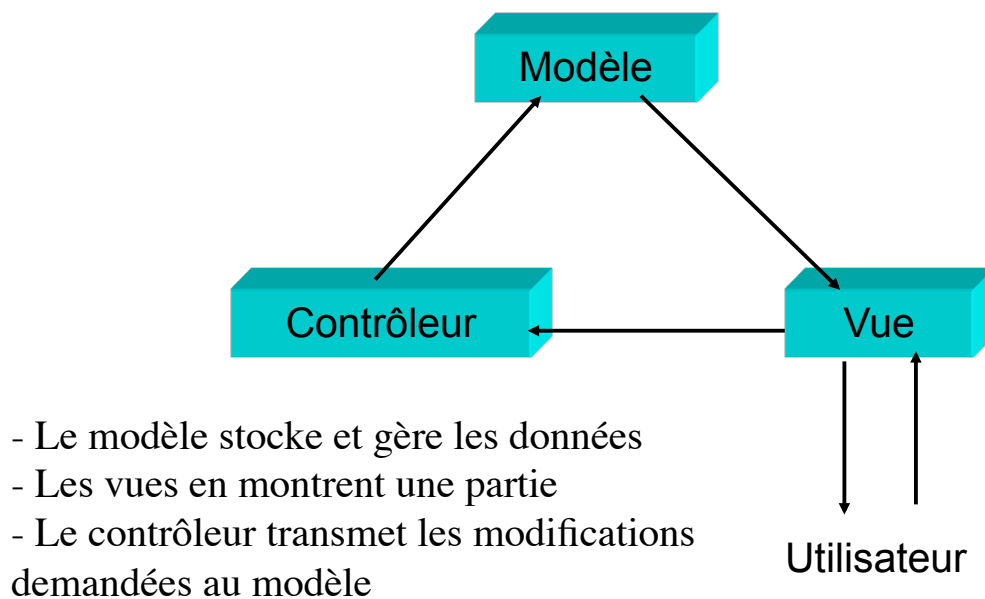 Modèle
Contrôleur
Vue
- Le modèle stocke et gère les données
- Les vues en montrent une partie
- Le contrôleur transmet les modifications
demandées au modèle
Utilisateur